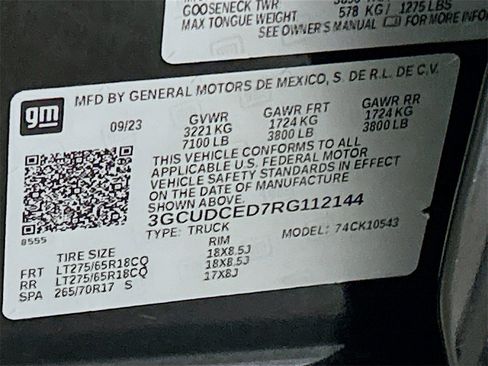 GOOSENECK TWR
MAX TONGUE WEIGHT 578 KG / 1275 LBS
SEE OWNER'S MANUAL FOR MORE INFOR
gm
MFD BY GENERAL MOTORS DE MEXICO, S. DE R.L. DE C.V.
09/23 GVWR GAWR FRT GAWR RR
3221 KG 1724 KG 1724 KG
7100 LB 3800 LB 3800 LB
THIS VEHICLE CONFORMS TO ALL
APPLICABLE U.S. FEDERAL MOTOR
VEHICLE SAFETY STANDARDS IN EFFECT
ON THE DATE OF MANUFACTURE
SHOWN ABOVE.
3GCUDCED7RG112144
8555 TYPE: TRUCK MODEL: 74CK10543
TIRE SIZE RIM
FRT LT275/65R18CQ 18X8.5J
RR LT275/65R18CQ 18X8.5J
SPA 265/70R17 S 17X8J